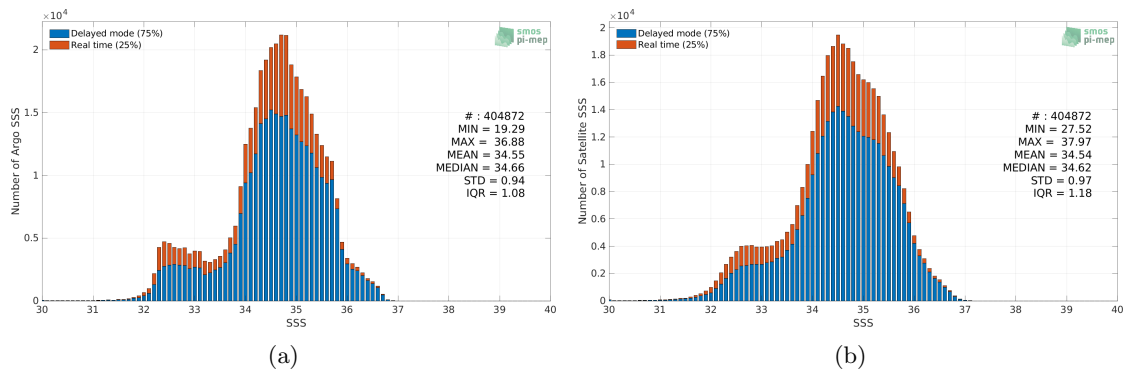 ×10⁴
Delayed mode (75%)
Real time (25%)
smos
pi-mep
2
1.5
1
0.5
0
Number of Argo SSS
# : 404872
MIN = 19.29
MAX = 36.88
MEAN = 34.55
MEDIAN = 34.66
STD = 0.94
IQR = 1.08
30 31 32 33 34 35 36 37 38 39 40
SSS
(a)
×10⁴
2
Delayed mode (75%)
Real time (25%)
smos
pi-mep
1.8
1.6
1.4
1.2
1
0.8
0.6
0.4
0.2
0
Number of Satellite SSS
# : 404872
MIN = 27.52
MAX = 37.97
MEAN = 34.54
MEDIAN = 34.62
STD = 0.97
IQR = 1.18
30 31 32 33 34 35 36 37 38 39 40
SSS
(b)